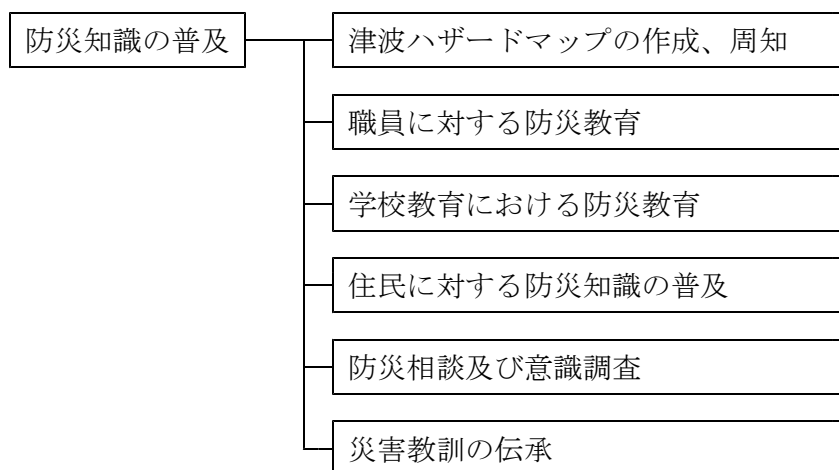 防災知識の普及
津波ハザードマップの作成、周知
職員に対する防災教育
学校教育における防災教育
住民に対する防災知識の普及
防災相談及び意識調査
災害教訓の伝承